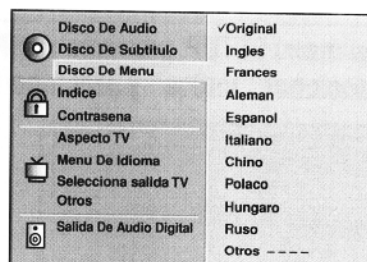 Disco De Audio
Disco De Subtitulo
Disco De Menu
Indice
Contrasena
Aspecto TV
Menu De Idioma
Selecciona salida TV
Otros
Salida De Audio Digital
✓Original
Ingles
Frances
Aleman
Espanol
Italiano
Chino
Polaco
Hungaro
Ruso
Otros – – – –